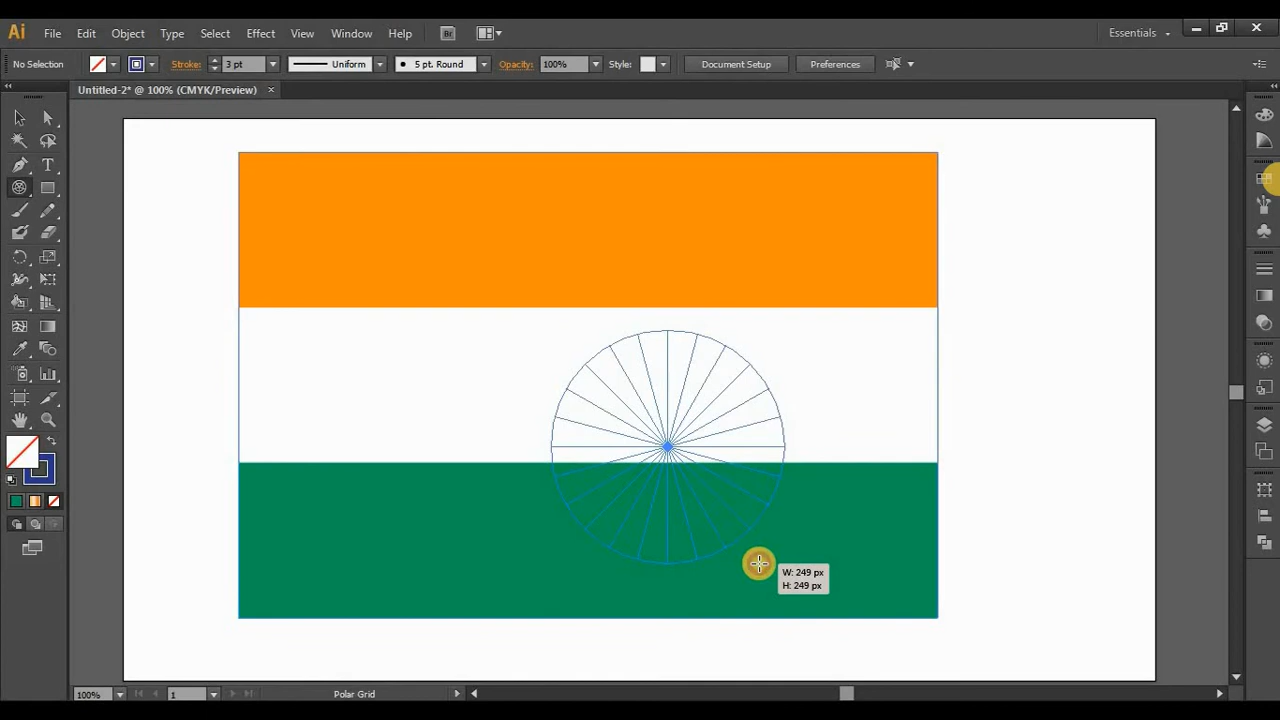 Ai File Edit Object Type Select Effect View Window Help Br Essentials
No Selection Stroke: 3 pt Uniform 5 pt. Round Opacity: 100% Style: Document Setup Preferences
Untitled-2* @ 100% (CMYK/Preview)
T
W: 249 px
H: 249 px
100% 1 Polar Grid